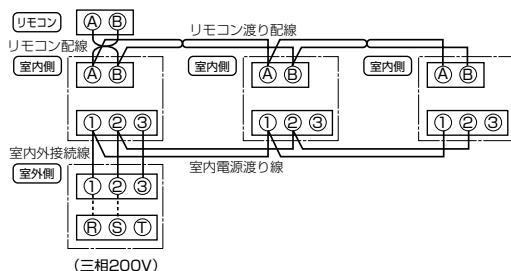 リモコン Ⓐ Ⓑ
リモコン渡り配線
リモコン配線
室内側 Ⓐ Ⓑ 室内側 Ⓐ Ⓑ 室内側 Ⓐ Ⓑ
① ② ③ ① ② ③ ① ② ③
室内外接続線
室内電源渡り線
室外側
① ② ③
Ⓡ Ⓢ Ⓣ
(三相200V)